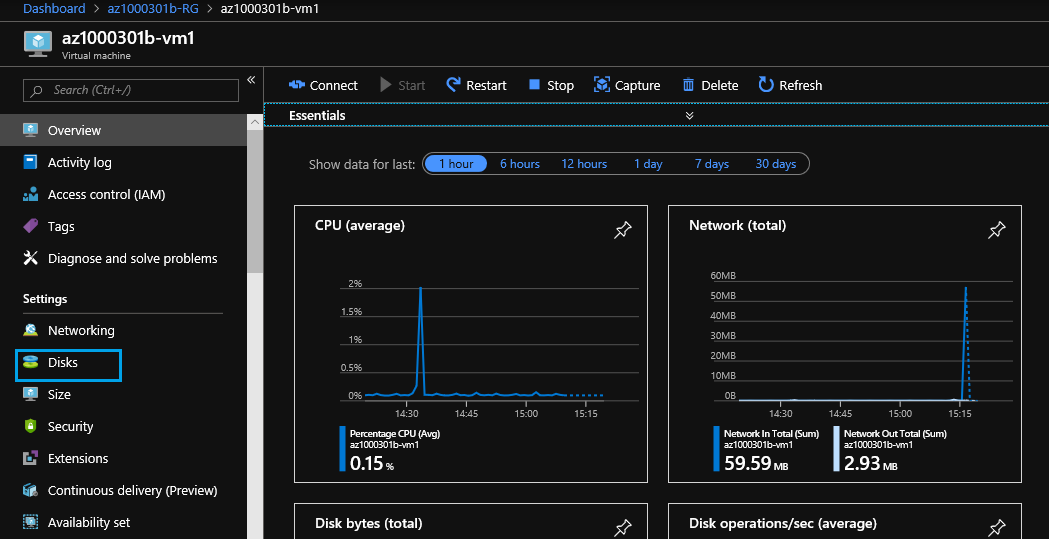 Dashboard > az1000301b-RG > az1000301b-vm1
az1000301b-vm1
Virtual machine
Search (Ctrl+/)
«
Overview
Activity log
Access control (IAM)
Tags
Diagnose and solve problems
Settings
Networking
Disks
Size
Security
Extensions
Continuous delivery (Preview)
Availability set
Connect Start Restart Stop Capture Delete Refresh
Essentials
Show data for last: 1 hour 6 hours 12 hours 1 day 7 days 30 days
CPU (average)
2%
1.5%
1%
0.5%
0%
14:30 14:45 15:00 15:15
Percentage CPU (Avg)
az1000301b-vm1
0.15 %
Network (total)
60MB
50MB
40MB
30MB
20MB
10MB
0B
14:30 14:45 15:00 15:15
Network In Total (Sum)
az1000301b-vm1
59.59 MB
Network Out Total (Sum)
az1000301b-vm1
2.93 MB
Disk bytes (total)
Disk operations/sec (average)